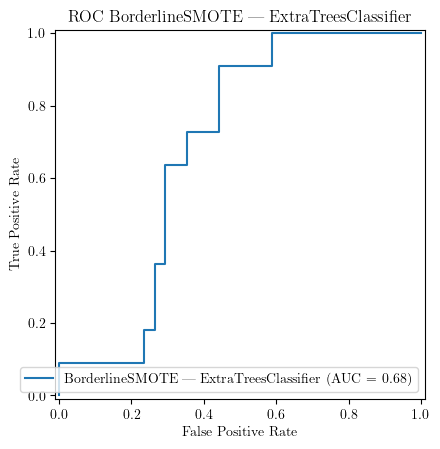 ROC BorderlineSMOTE — ExtraTreesClassifier
1.0
0.8
0.6
0.4
0.2
0.0
True Positive Rate
BorderlineSMOTE — ExtraTreesClassifier (AUC = 0.68)
0.0 0.2 0.4 0.6 0.8 1.0
False Positive Rate